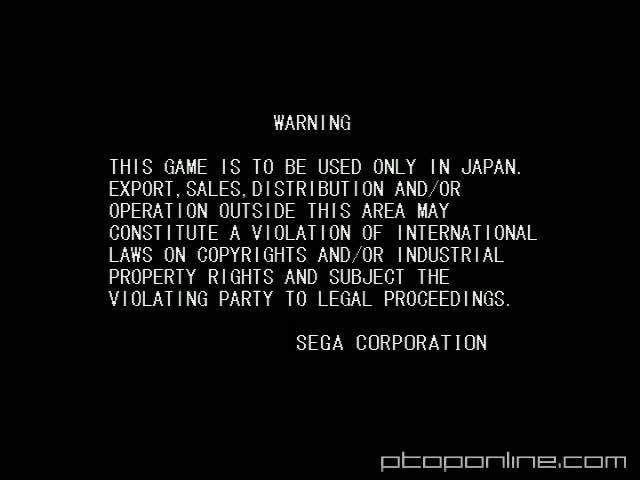 WARNING
THIS GAME IS TO BE USED ONLY IN JAPAN.
EXPORT,SALES,DISTRIBUTION AND/OR
OPERATION OUTSIDE THIS AREA MAY
CONSTITUTE A VIOLATION OF INTERNATIONAL
LAWS ON COPYRIGHTS AND/OR INDUSTRIAL
PROPERTY RIGHTS AND SUBJECT THE
VIOLATING PARTY TO LEGAL PROCEEDINGS.
SEGA CORPORATION
ptoponline.com